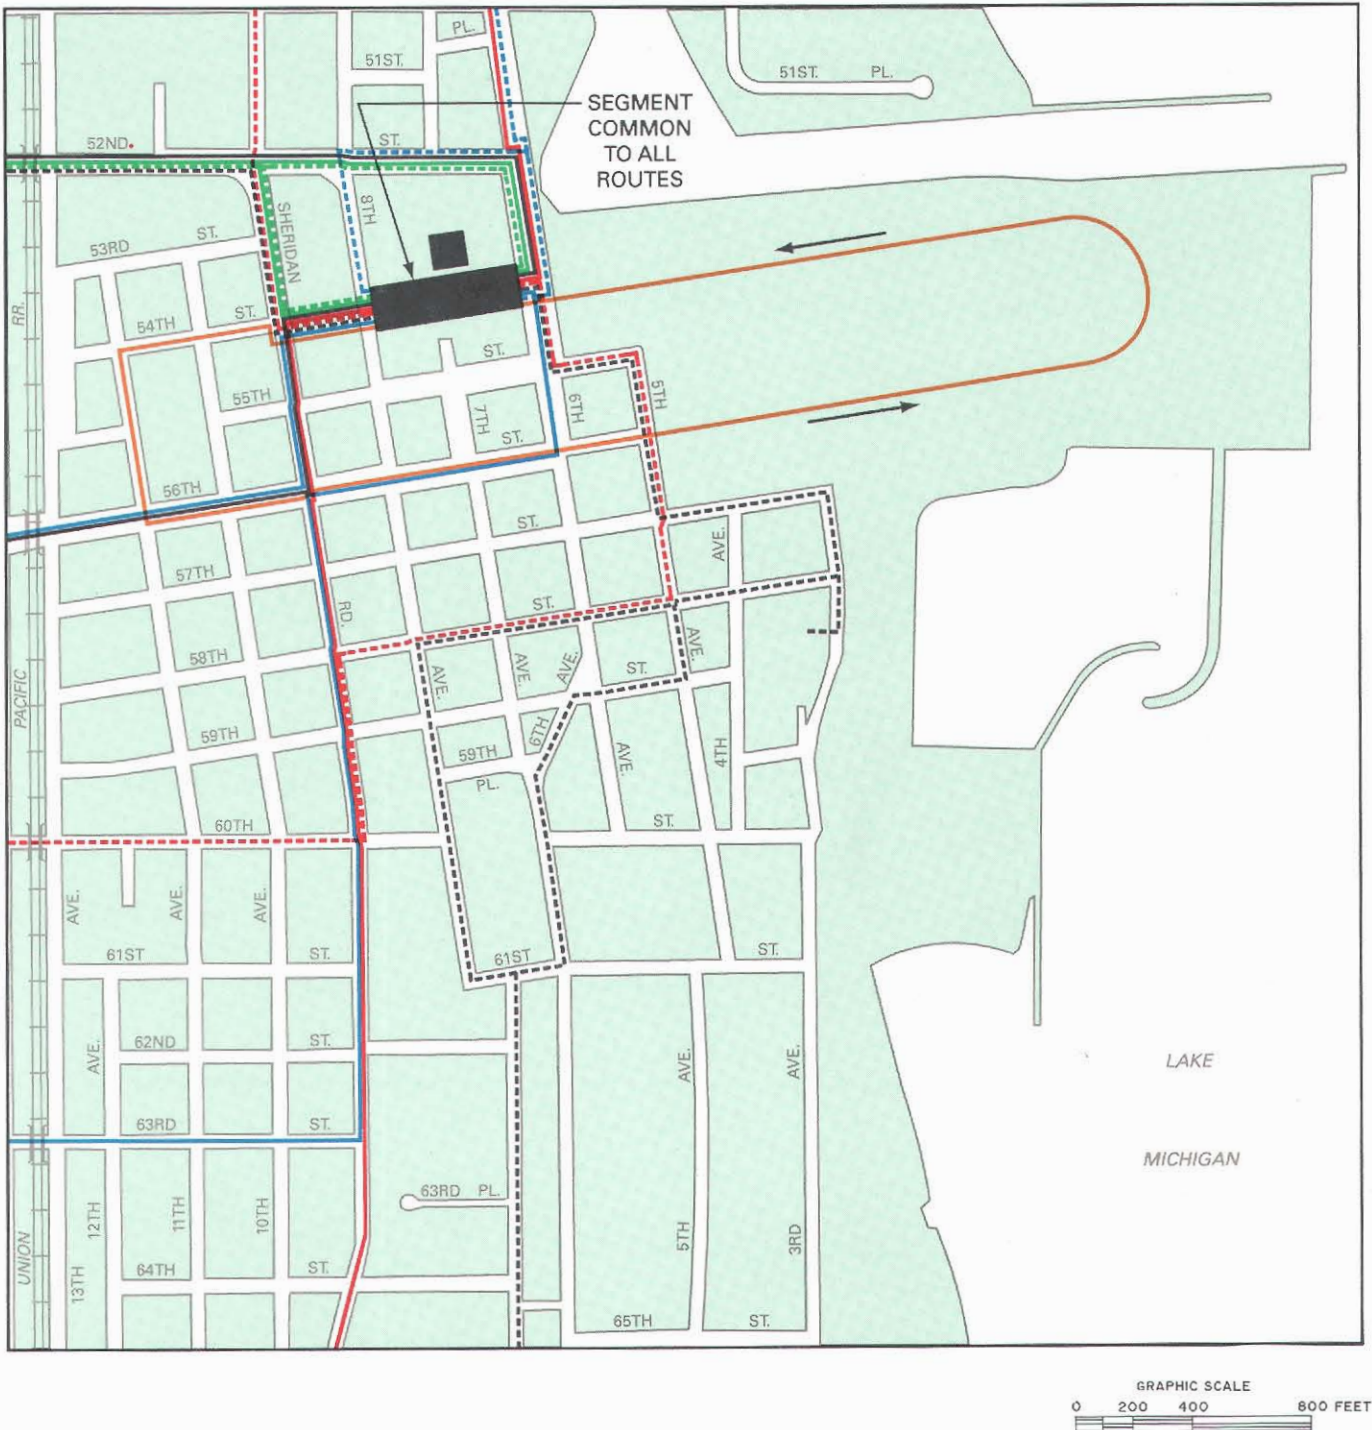 PL.
51ST.
51ST. PL.
SEGMENT
COMMON
TO ALL
ROUTES
52ND.
ST.
8TH
SHERIDAN
53RD ST.
RR.
54TH ST.
ST.
55TH
7TH
ST.
6TH
5TH
56TH
ST.
AVE.
57TH
RD.
ST.
58TH
AVE.
AVE.
AVE.
ST.
AVE.
PACIFIC
59TH
59TH
PL.
6TH
AVE.
4TH
60TH
ST.
AVE.
AVE.
AVE.
61ST ST.
61ST
ST.
AVE.
62ND ST.
AVE.
AVE.
LAKE
63RD ST.
MICHIGAN
63RD PL.
UNION
13TH
12TH
11TH
10TH
5TH
3RD
64TH ST.
65TH ST.
GRAPHIC SCALE
0 200 400 800 FEET